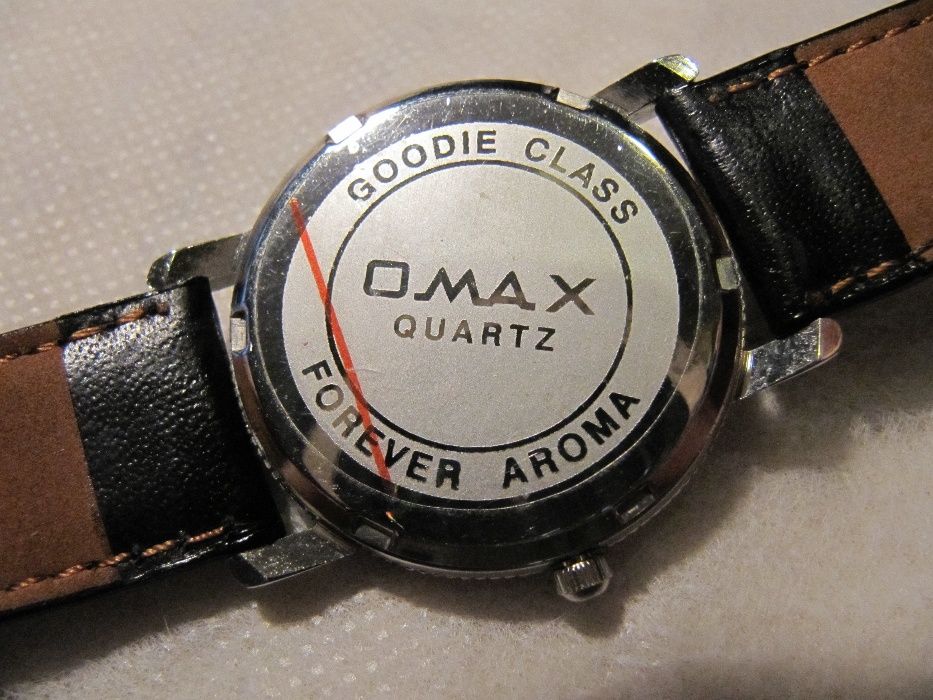 GOODIE CLASS
OMAX
QUARTZ
FOREVER AROMA